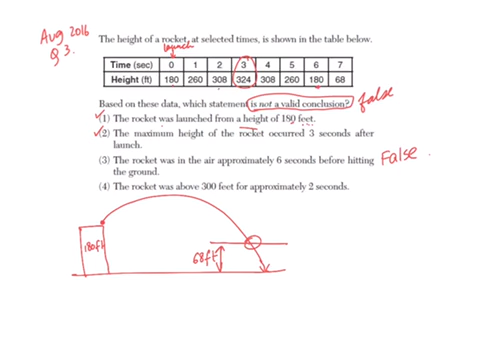 Aug 2016
Q 3.
The height of a rocket, at selected times, is shown in the table below.
launch
Time (sec) 0 1 2 3 4 5 6 7
Height (ft) 180 260 308 324 308 260 180 68
Based on these data, which statement is not a valid conclusion? false
(1) The rocket was launched from a height of 180 feet.
(2) The maximum height of the rocket occurred 3 seconds after
launch.
(3) The rocket was in the air approximately 6 seconds before hitting False.
the ground.
(4) The rocket was above 300 feet for approximately 2 seconds.
180ft
68ft